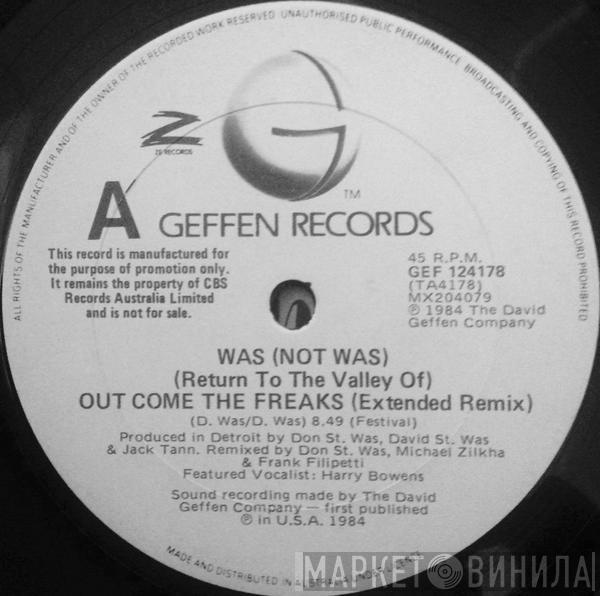 ALL RIGHTS OF THE MANUFACTURER AND OF THE OWNER OF THE RECORDED WORK RESERVED UNAUTHORISED PUBLIC PERFORMANCE BROADCASTING AND COPYING OF THIS RECORD PROHIBITED
Z
ZE RECORDS
G
TM
A
GEFFEN RECORDS
This record is manufactured for
the purpose of promotion only.
It remains the property of CBS
Records Australia Limited
and is not for sale.
45 R.P.M.
GEF 124178
(TA4178)
MX204079
℗ 1984 The David
Geffen Company
WAS (NOT WAS)
(Return To The Valley Of)
OUT COME THE FREAKS (Extended Remix)
(D. Was/D. Was) 8.49 (Festival)
Produced in Detroit by Don St. Was, David St. Was
& Jack Tann. Remixed by Don St. Was, Michael Zilkha
& Frank Filipetti
Featured Vocalist: Harry Bowens
Sound recording made by The David
Geffen Company — first published
℗ in U.S.A. 1984
MADE AND DISTRIBUTED IN AUSTRALIA UNDER LICENCE
МАРКЕТ ВИНИЛА